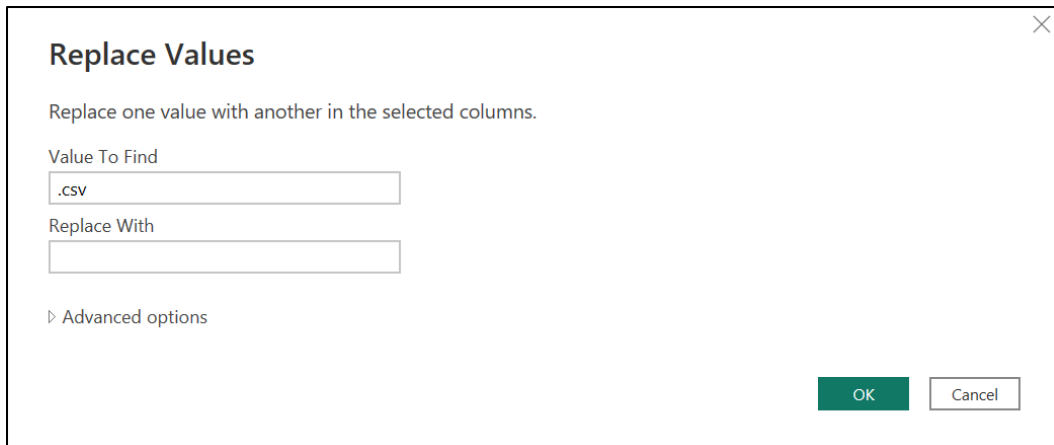 Replace Values
Replace one value with another in the selected columns.
Value To Find
.csv
Replace With
Advanced options
OK
Cancel